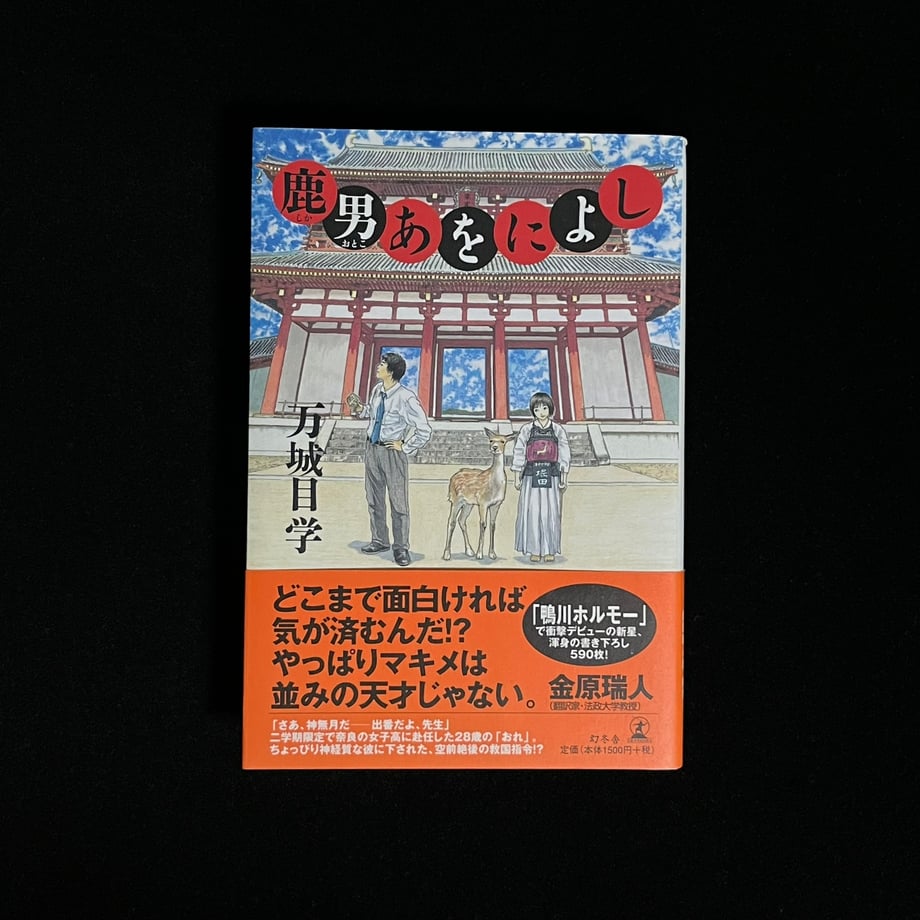 鹿男あをによし
しか おとこ
万城目学
どこまで面白ければ
気が済むんだ!?
やっぱりマキメは
並みの天才じゃない。
金原瑞人
(翻訳家・法政大学教授)
「鴨川ホルモー」
で衝撃デビューの新星、
渾身の書き下ろし
590枚!
「さあ、神無月だ――出番だよ、先生」
二学期限定で奈良の女子高に赴任した28歳の「おれ」。
ちょっぴり神経質な彼に下された、空前絶後の救国指令!?
幻冬舎
定価(本体1500円+税)
堀田